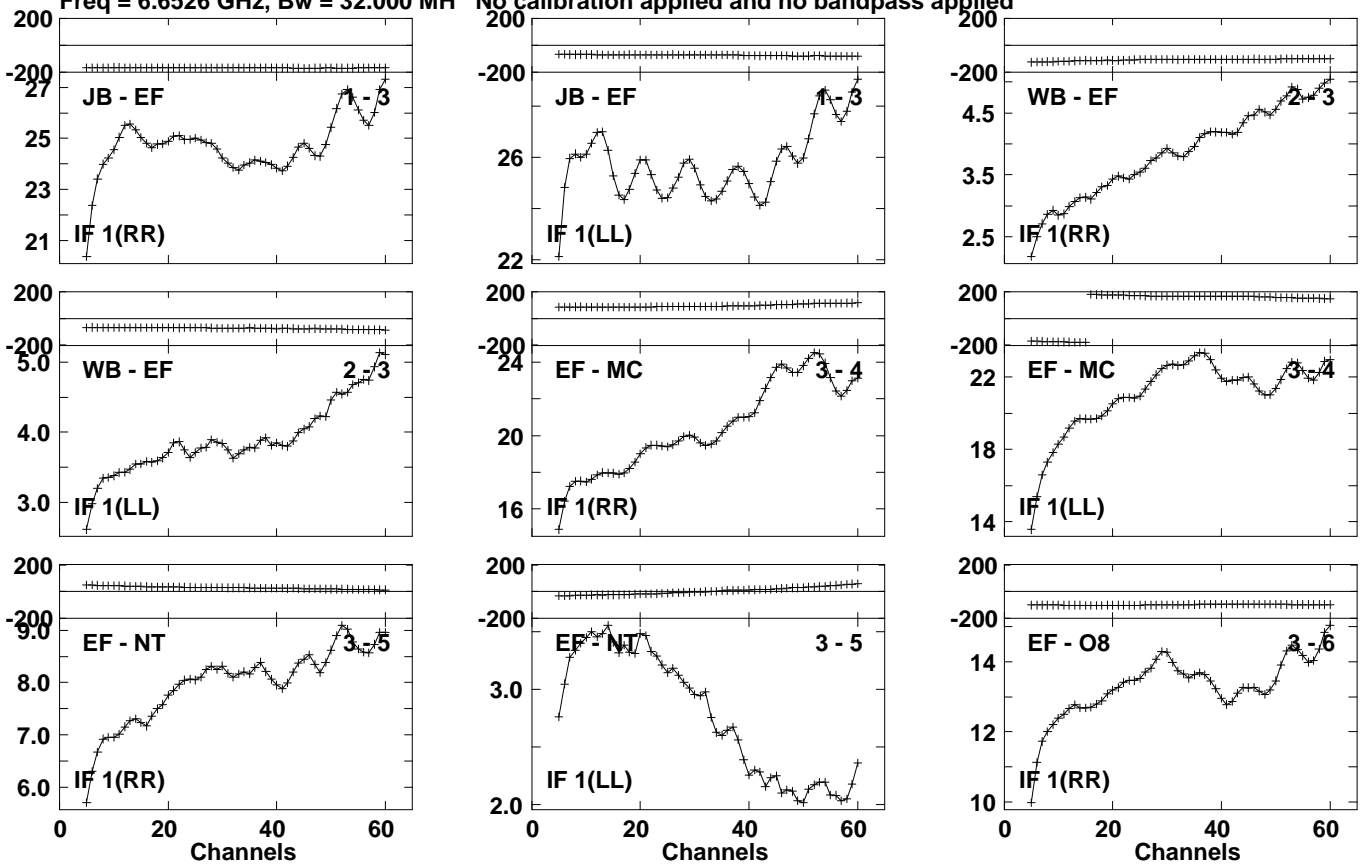 Freq = 6.6526 GHz, Bw = 32.000 MH No calibration applied and no bandpass applied
200
-200
27
25
23
21
JB - EF
1 - 3
IF 1(RR)
26
22
JB - EF
1 - 3
IF 1(LL)
200
-200
4.5
3.5
2.5
WB - EF
2 - 3
IF 1(RR)
200
-200
5.0
4.0
3.0
WB - EF
2 - 3
IF 1(LL)
24
20
16
EF - MC
3 - 4
IF 1(RR)
200
-200
22
18
14
EF - MC
3 - 4
IF 1(LL)
200
-200
9.0
8.0
7.0
6.0
EF - NT
3 - 5
IF 1(RR)
0 20 40 60
Channels
3.0
2.0
EF - NT
3 - 5
IF 1(LL)
0 20 40 60
200
-200
14
12
10
EF - O8
3 - 6
IF 1(RR)
0 20 40 60
Channels